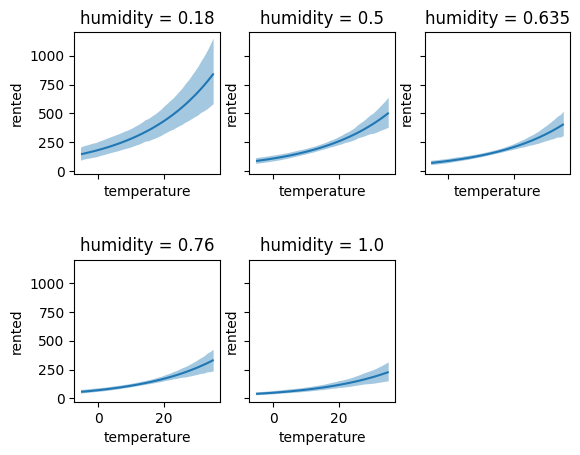 humidity = 0.18
humidity = 0.5
humidity = 0.635
1000
750
500
250
0
rented
rented
rented
temperature
temperature
temperature
humidity = 0.76
humidity = 1.0
1000
750
500
250
0
rented
rented
0
20
0
20
temperature
temperature